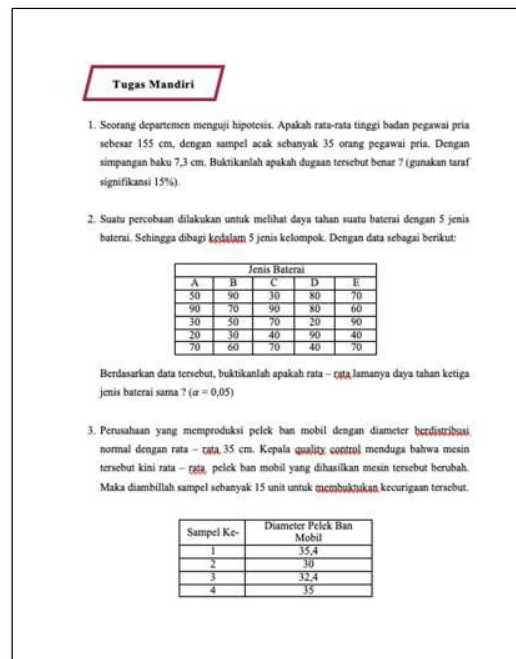 Tugas Mandiri
1. Seorang departemen menguji hipotesis. Apakah rata-rata tinggi badan pegawai pria
sebesar 155 cm, dengan sampel acak sebanyak 35 orang pegawai pria. Dengan
simpangan baku 7,3 cm. Buktikanlah apakah dugaan tersebut benar ? (gunakan taraf
signifikansi 15%).
2. Suatu percobaan dilakukan untuk melihat daya tahan suatu baterai dengan 5 jenis
baterai. Sehingga dibagi kedalam 5 jenis kelompok. Dengan data sebagai berikut:
Jenis Baterai
A B C D E
50 90 30 80 70
90 70 90 80 60
30 50 70 20 90
20 30 40 90 40
70 60 70 40 70
Berdasarkan data tersebut, buktikanlah apakah rata – rata lamanya daya tahan ketiga
jenis baterai sama ? (α = 0,05)
3. Perusahaan yang memproduksi pelek ban mobil dengan diameter berdistribusi
normal dengan rata – rata 35 cm. Kepala quality control menduga bahwa mesin
tersebut kini rata – rata pelek ban mobil yang dihasilkan mesin tersebut berubah.
Maka diambillah sampel sebanyak 15 unit untuk membuktukan kecurigaan tersebut.
Sampel Ke- Diameter Pelek Ban
Mobil
1 35,4
2 30
3 32,4
4 35